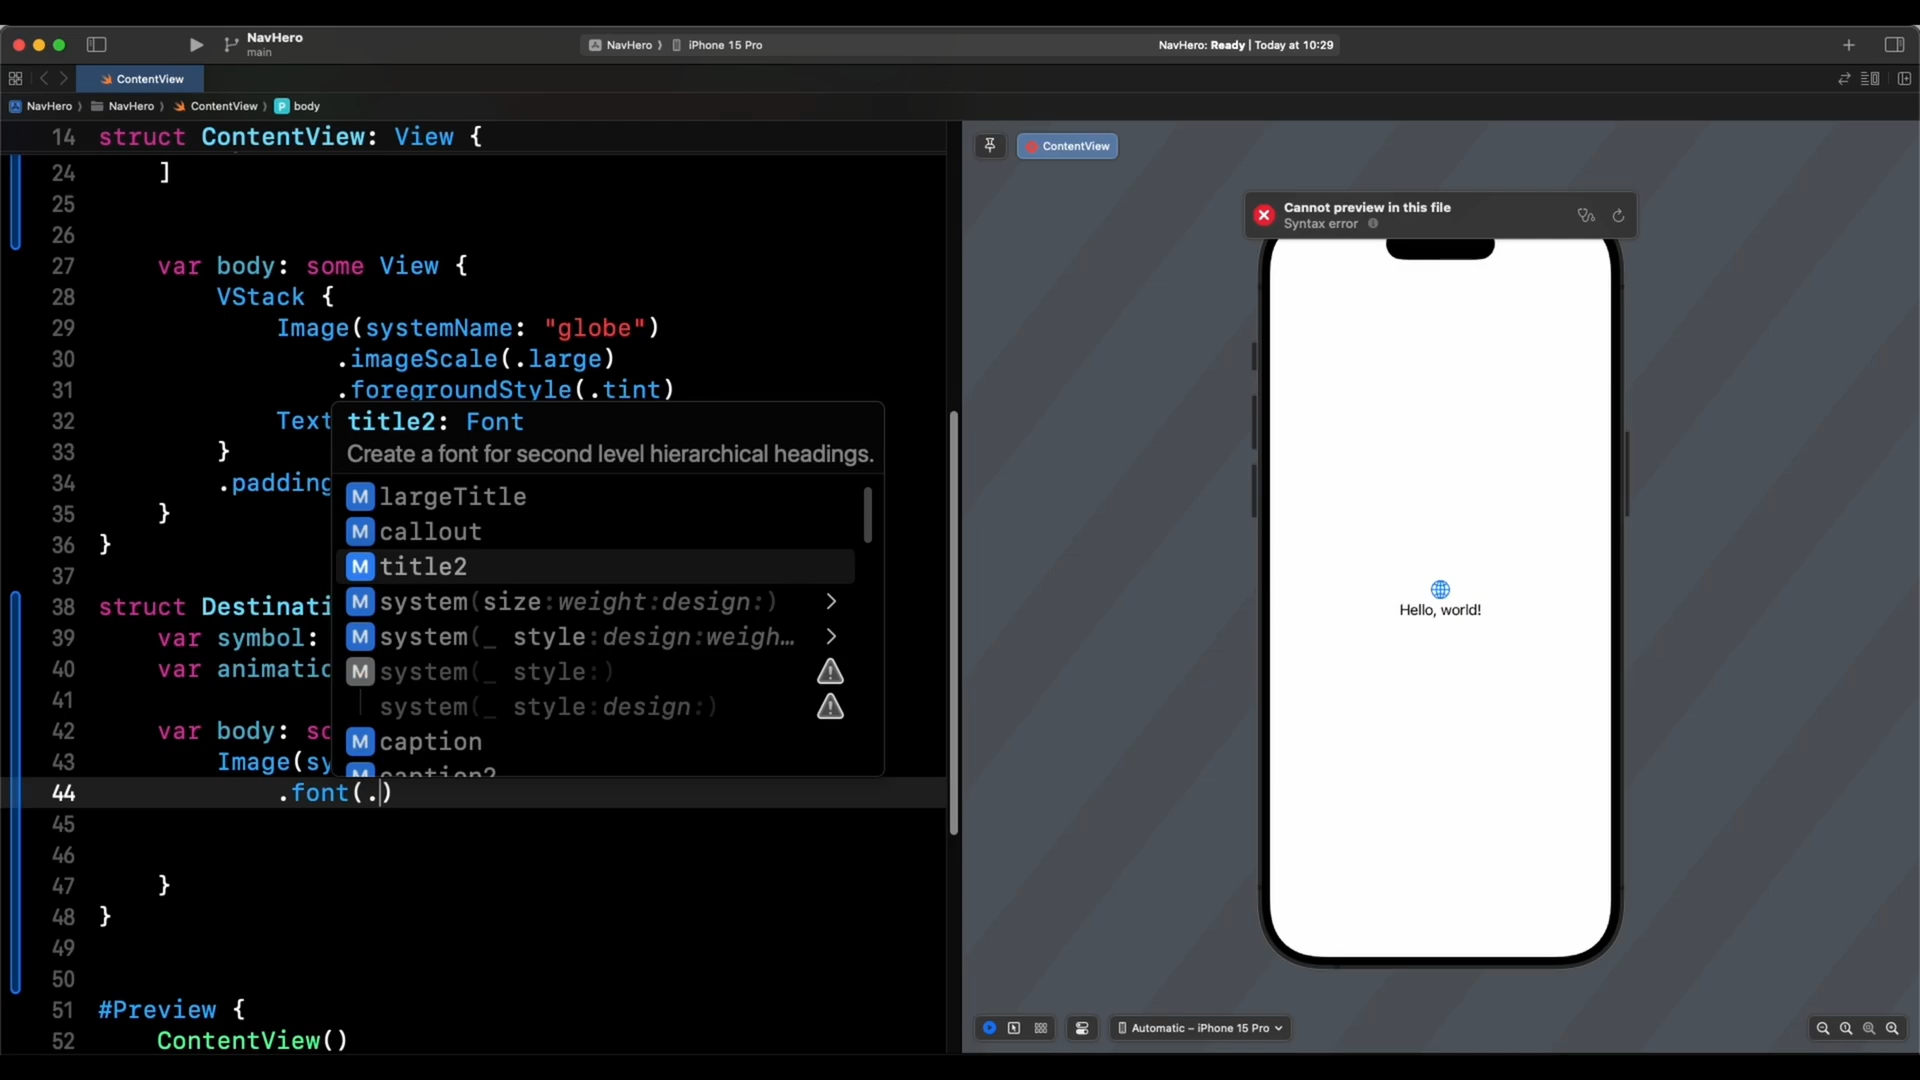 NavHero
main
NavHero
iPhone 15 Pro
NavHero: Ready | Today at 10:29
ContentView
NavHero
NavHero
ContentView
P
body
14 struct ContentView: View {
24 ]
25
26
27 var body: some View {
28 VStack {
29 Image(systemName: "globe")
30 .imageScale(.large)
31 .foregroundStyle(.tint)
32 Text
33 }
34 .padding
35 }
36 }
37
38 struct Destinati
39 var symbol:
40 var animatic
41
42 var body: so
43 Image(sy
44 .font(.)
45
46
47 }
48 }
49
50
51 #Preview {
52 ContentView()
title2: Font
Create a font for second level hierarchical headings.
M largeTitle
M callout
M title2
M system(size:weight:design:)
M system(_ style:design:weigh…
M system(_ style:)
system(_ style:design:)
M caption
M caption2
ContentView
Cannot preview in this file
Syntax error
Hello, world!
Automatic – iPhone 15 Pro